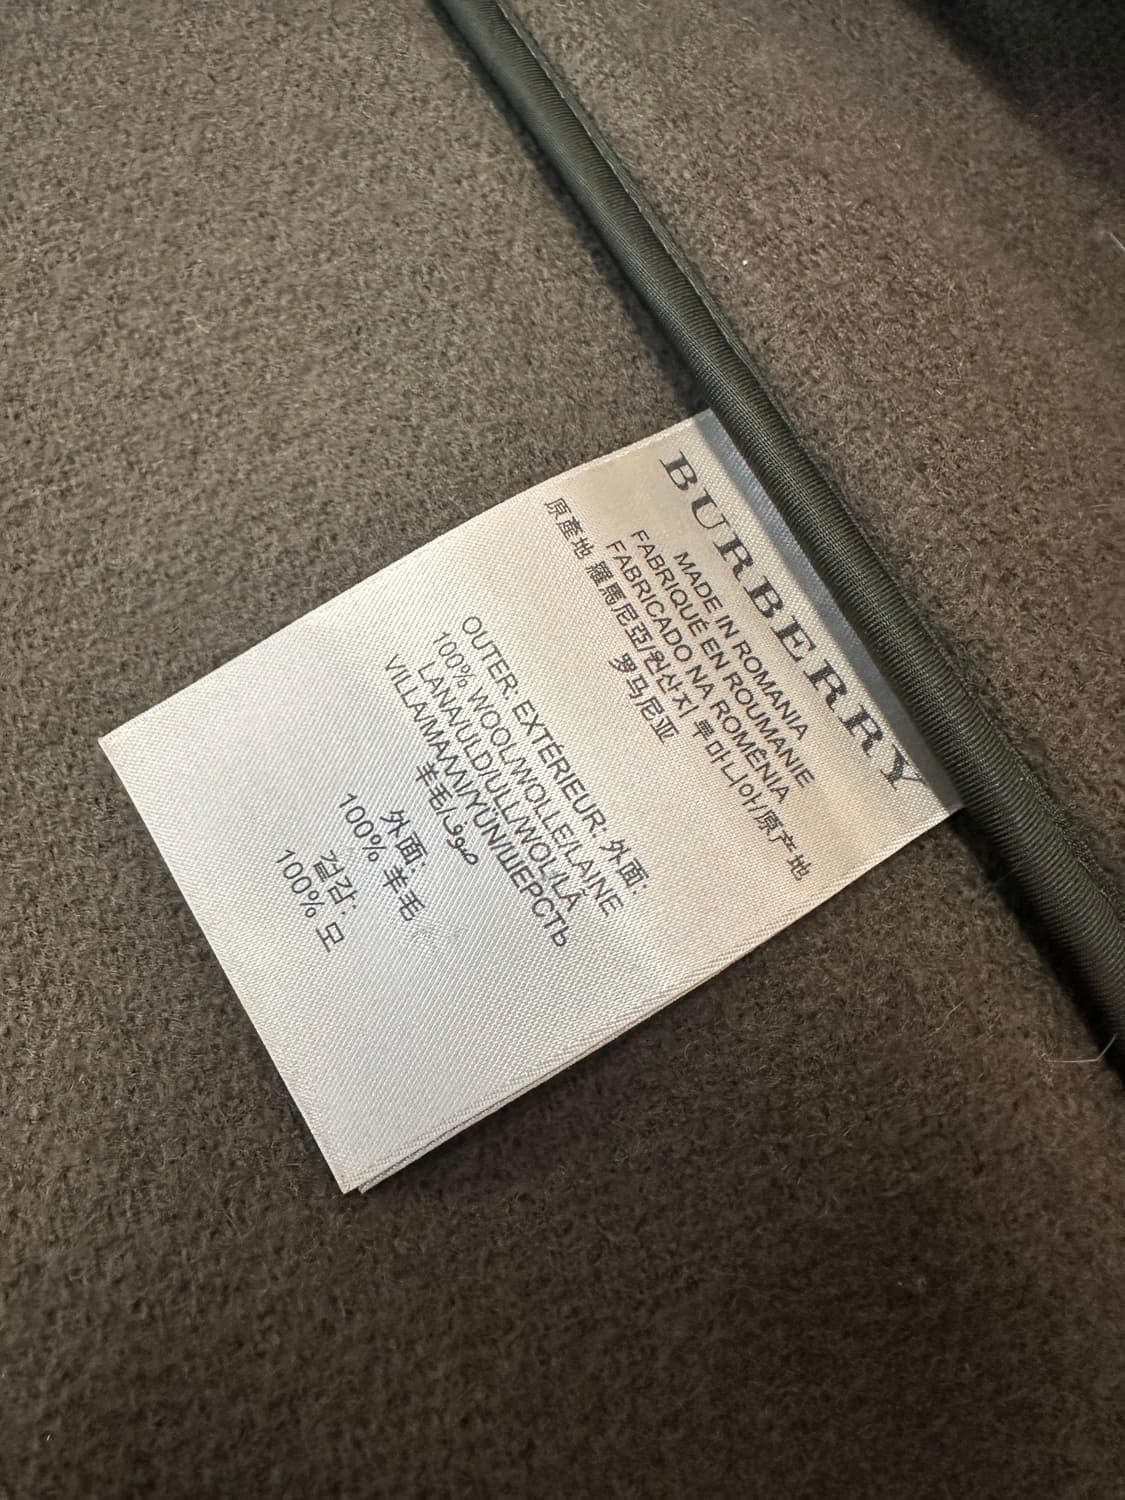 BURBERRY
MADE IN ROMANIA
FABRIQUÉ EN ROUMANIE
FABRICADO NA ROMÉNIA
原產地 羅馬尼亞/원산지 루마니아/原产地
罗马尼亚
OUTER: EXTÉRIEUR: 外面:
100% WOOL/WOLLE/LAINE
LANA/ULD/ULL/WOL/LÃ
VILLA/ΜΑΛΛΙ/YÜN/ШЕРСТЬ
羊毛/صوف
外面:
100% 羊毛
겉감:
100% 모